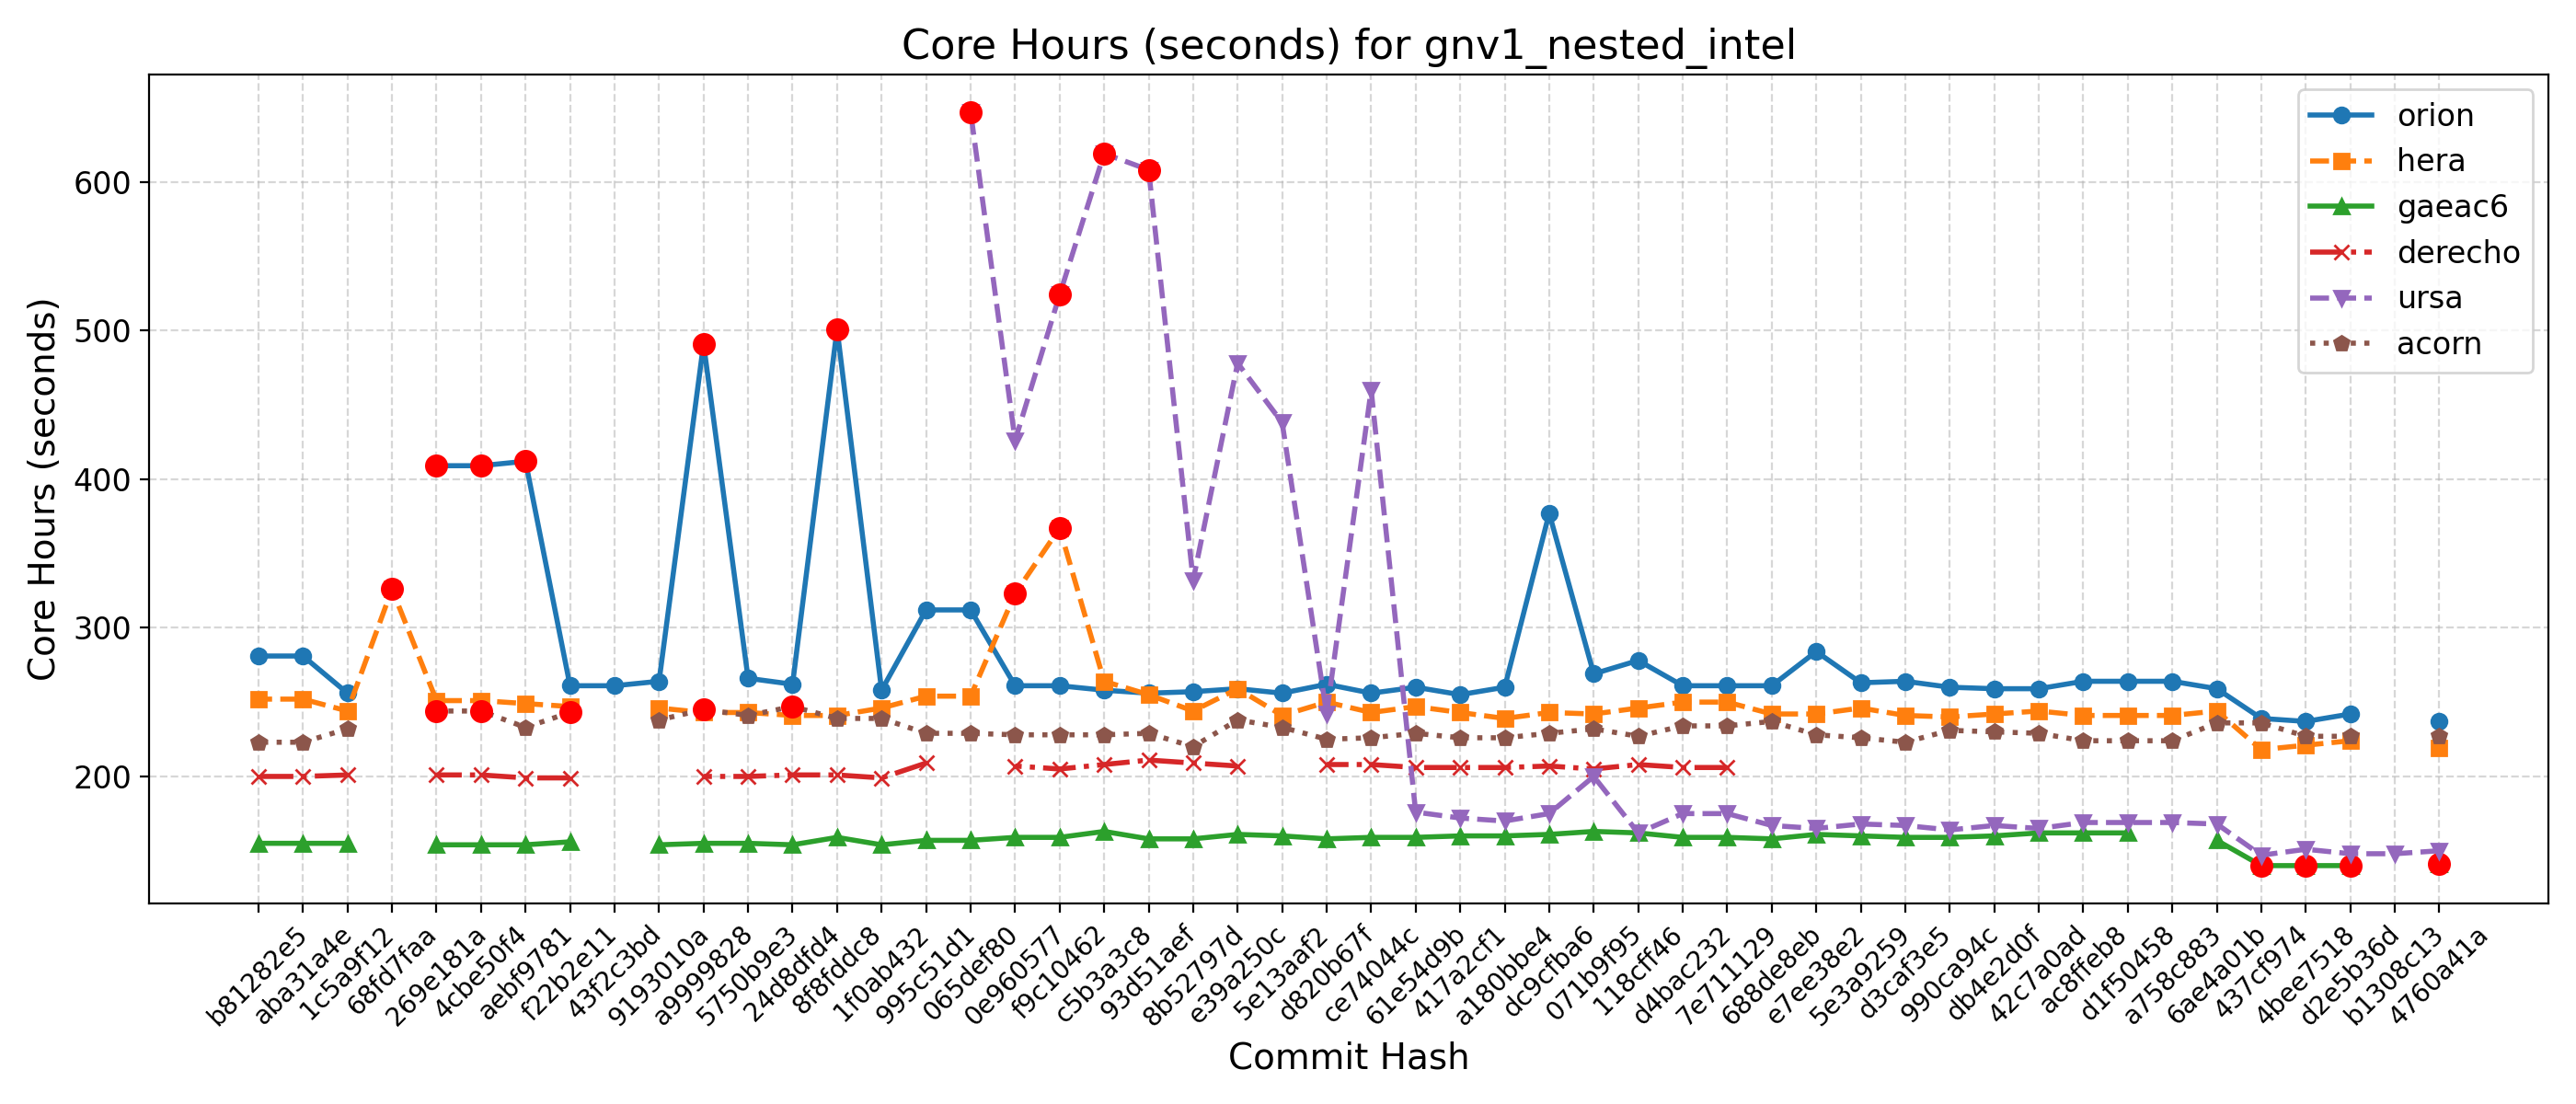 Core Hours (seconds) for gnv1_nested_intel
Core Hours (seconds)
600
500
400
300
200
orion
hera
gaeac6
derecho
ursa
acorn
b81282e5
aba31a4e
1c5a9f12
68fd7faa
269e181a
4cbe50f4
aebf9781
f22b2e11
43f2c3bd
9193010a
a9999828
5750b9e3
24d8dfd4
8f8fddc8
1f0ab432
995c51d1
065def80
0e960577
f9c10462
c5b3a3c8
93d51aef
8b52797d
e39a250c
5e13aaf2
d820b67f
ce74044c
61e54d9b
417a2cf1
a180bbe4
dc9cfba6
071b9f95
118cff46
d4bac232
7e711129
688de8eb
e7ee38e2
5e3a9259
d3caf3e5
990ca94c
db4e2d0f
42c7a0ad
ac8ffeb8
d1f50458
a758c883
6ae4a01b
437cf974
4bee7518
d2e5b36d
b1308c13
4760a41a
Commit Hash